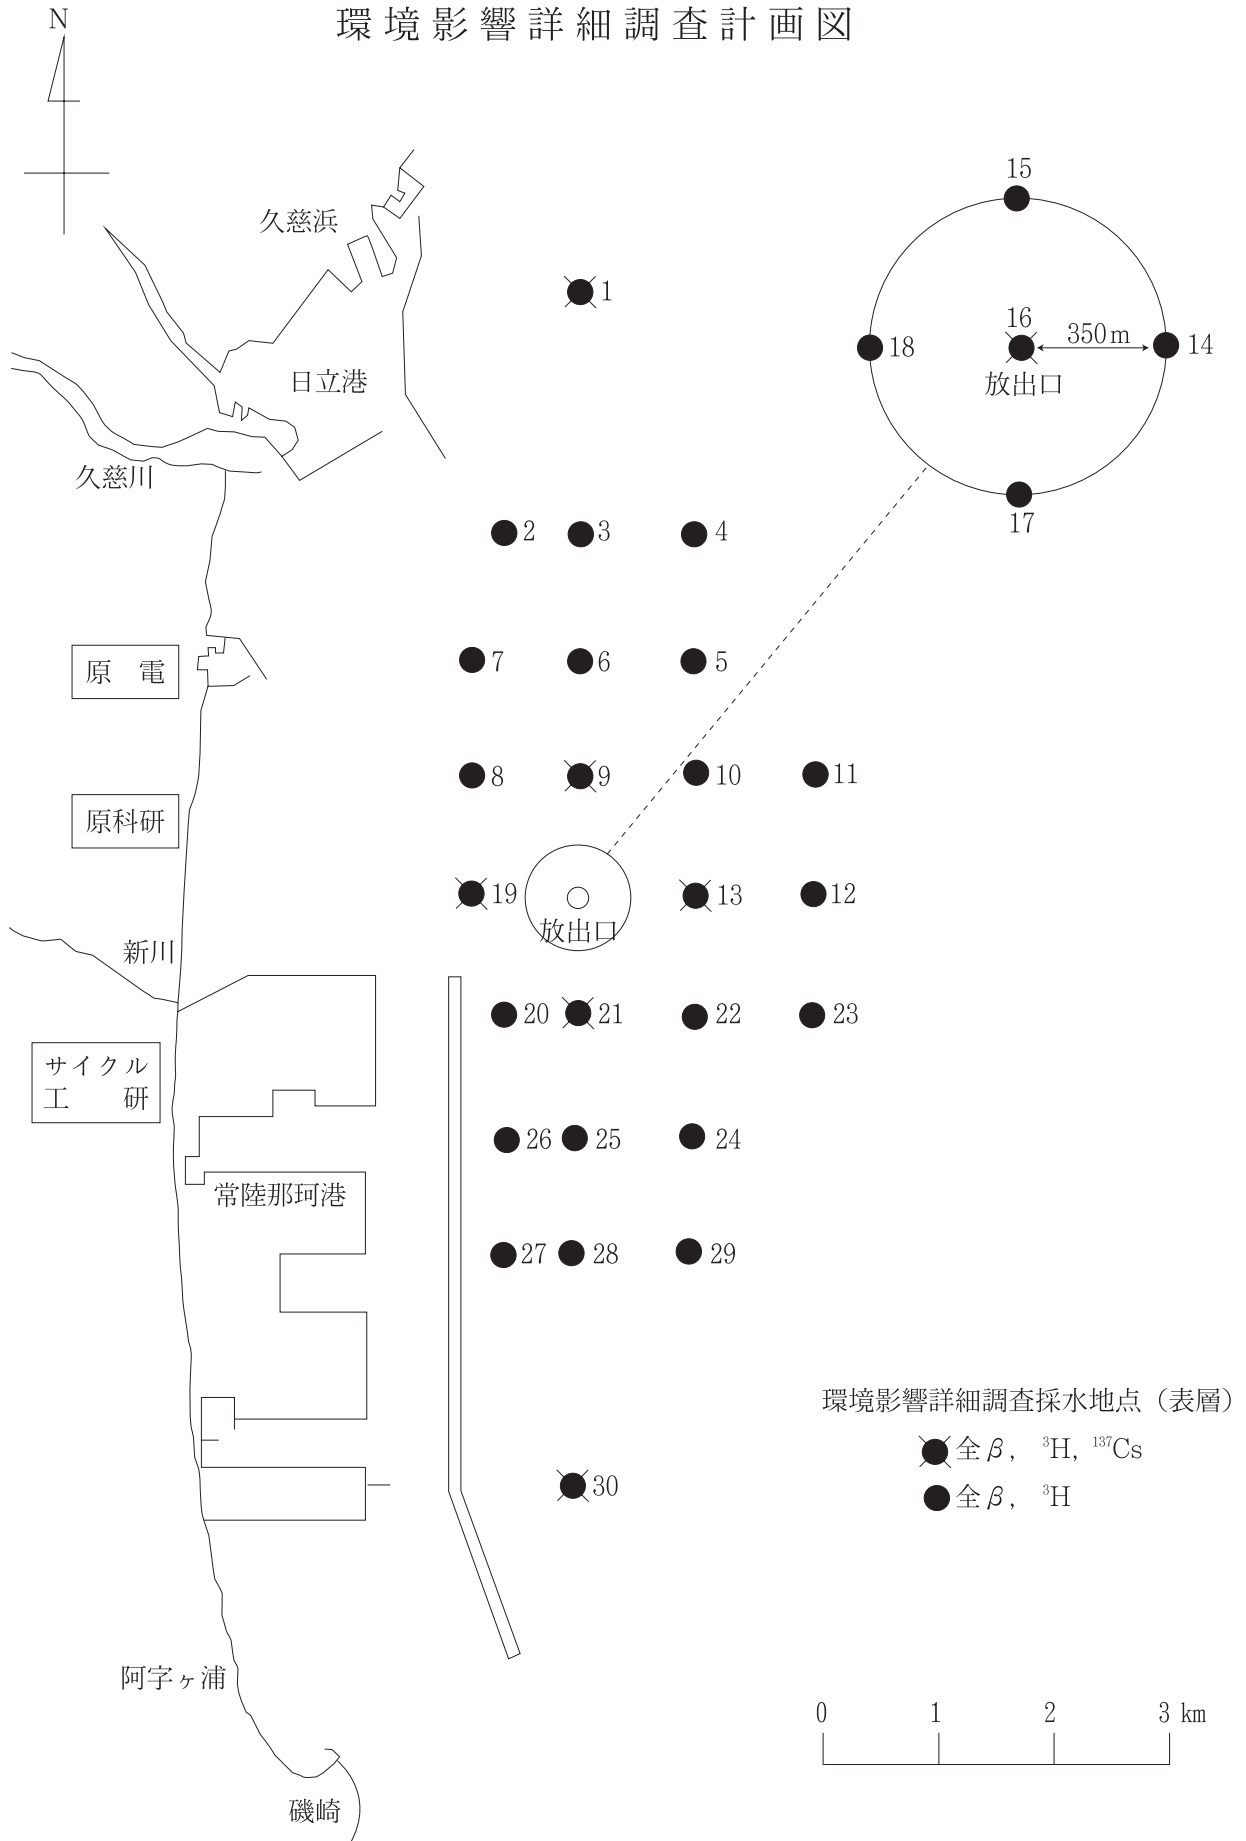 環境影響詳細調査計画図
N
久慈浜
15
1
16
350m
18
14
放出口
日立港
久慈川
17
2
3
4
原 電
7
6
5
8
9
10
11
原科研
19
13
12
放出口
新川
20
21
22
23
サイクル
工 研
26
25
24
常陸那珂港
27
28
29
環境影響詳細調査採水地点(表層)
全β, ³H, ¹³⁷Cs
30
全β, ³H
阿字ヶ浦
0 1 2 3 km
磯崎